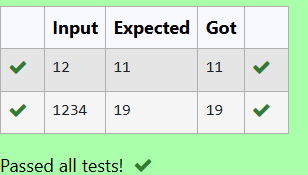 Input Expected Got
12 11 11
1234 19 19
Passed all tests!